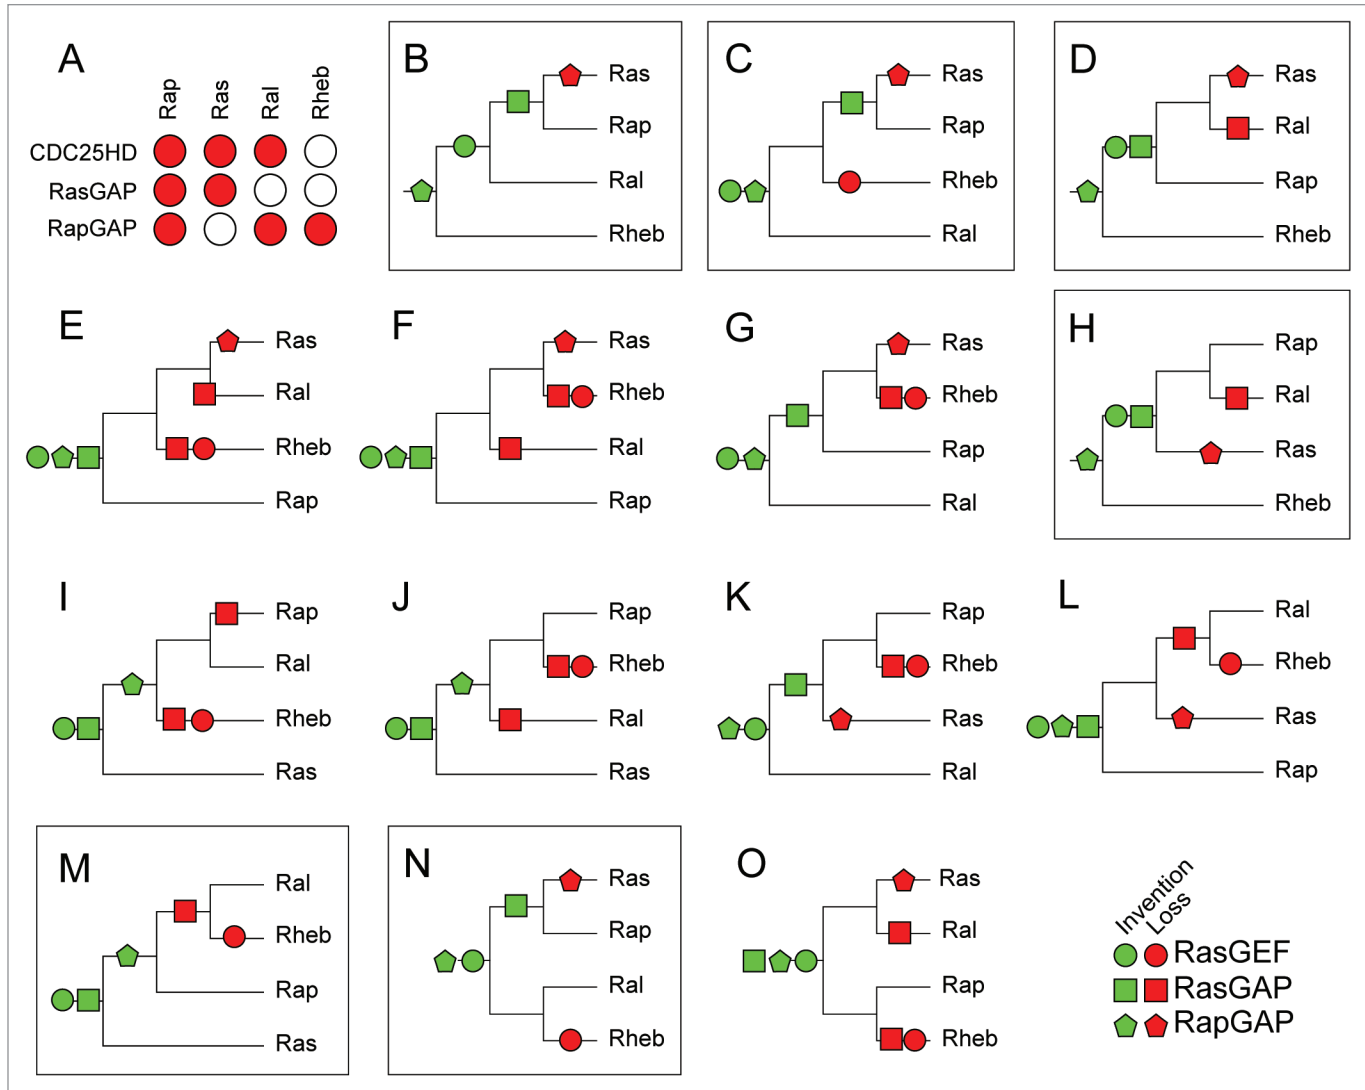 A
Rap
Ras
Ral
Rheb
CDC25HD
RasGAP
RapGAP
B
Ras
Rap
Ral
Rheb
C
Ras
Rap
Rheb
Ral
D
Ras
Ral
Rap
Rheb
E
Ras
Ral
Rheb
Rap
F
Ras
Rheb
Ral
Rap
G
Ras
Rheb
Rap
Ral
H
Rap
Ral
Ras
Rheb
I
Rap
Ral
Rheb
Ras
J
Rap
Rheb
Ral
Ras
K
Rap
Rheb
Ras
Ral
L
Ral
Rheb
Ras
Rap
M
Ral
Rheb
Rap
Ras
N
Ras
Rap
Ral
Rheb
O
Ras
Ral
Rap
Rheb
Invention
Loss
RasGEF
RasGAP
RapGAP